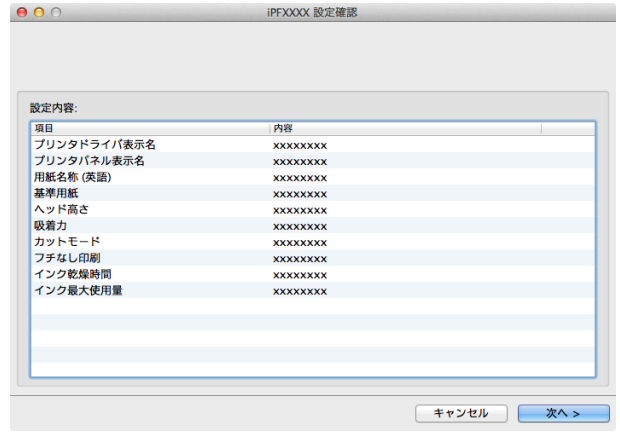 iPFXXXX 設定確認
設定内容:
項目 内容
プリンタドライバ表示名 xxxxxxxx
プリンタパネル表示名 xxxxxxxx
用紙名称 (英語) xxxxxxxx
基準用紙 xxxxxxxx
ヘッド高さ xxxxxxxx
吸着力 xxxxxxxx
カットモード xxxxxxxx
フチなし印刷 xxxxxxxx
インク乾燥時間 xxxxxxxx
インク最大使用量 xxxxxxxx
キャンセル 次へ >